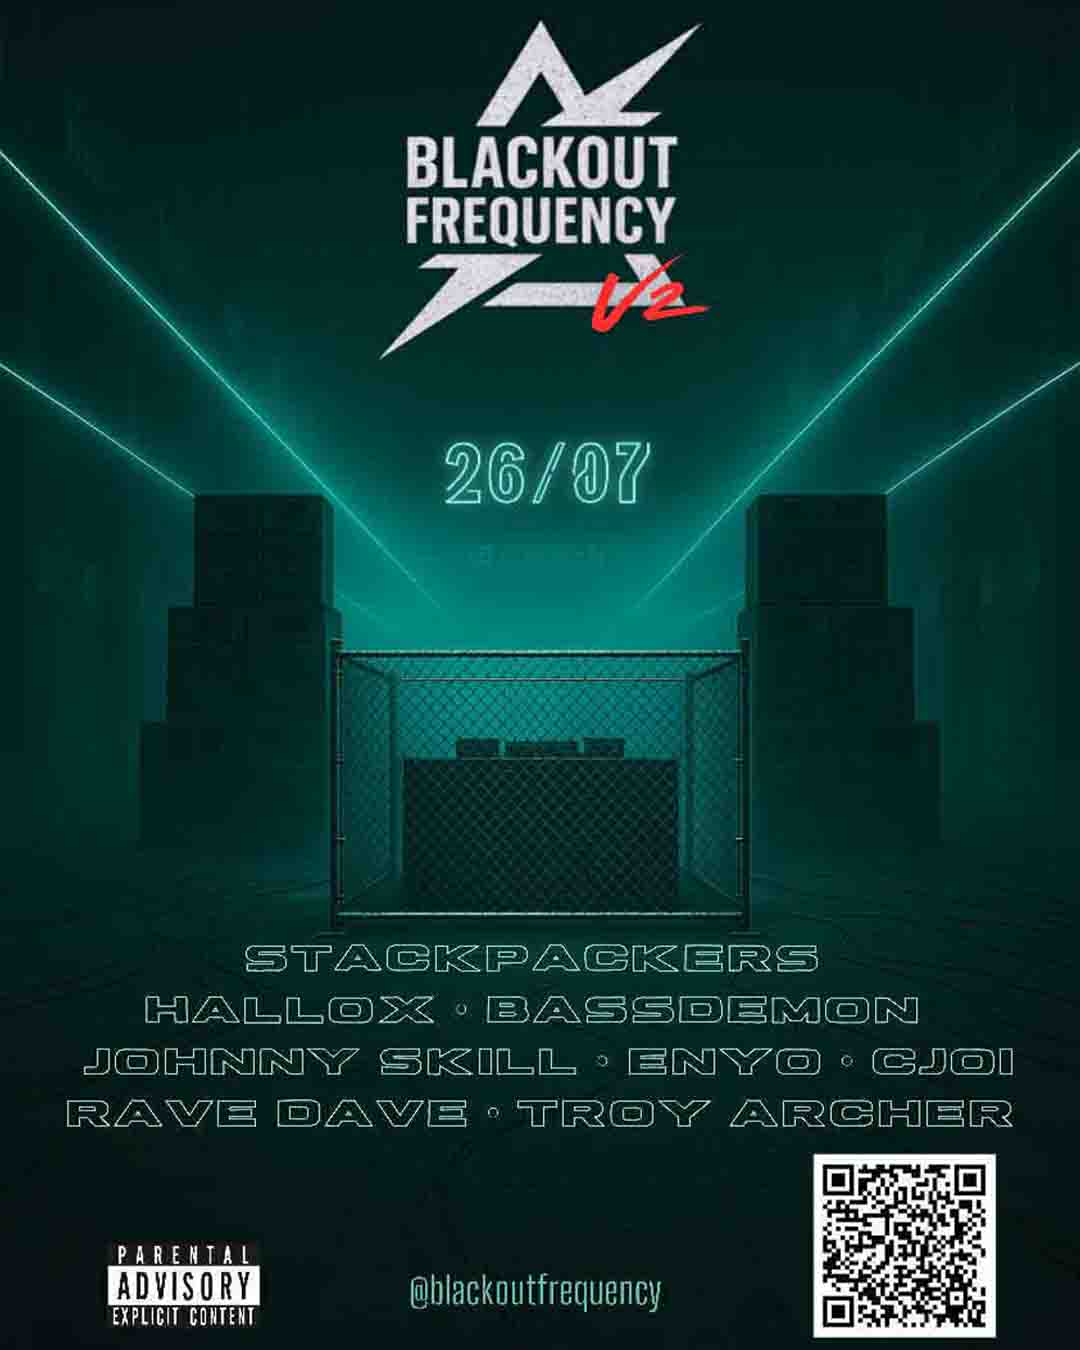 BLACKOUT
FREQUENCY
V2
26/07
STACKPACKERS
HALLOX • BASSDEMON
JOHNNY SKILL • ENYO • CJOI
RAVE DAVE • TROY ARCHER
PARENTAL
ADVISORY
EXPLICIT CONTENT
@blackoutfrequency